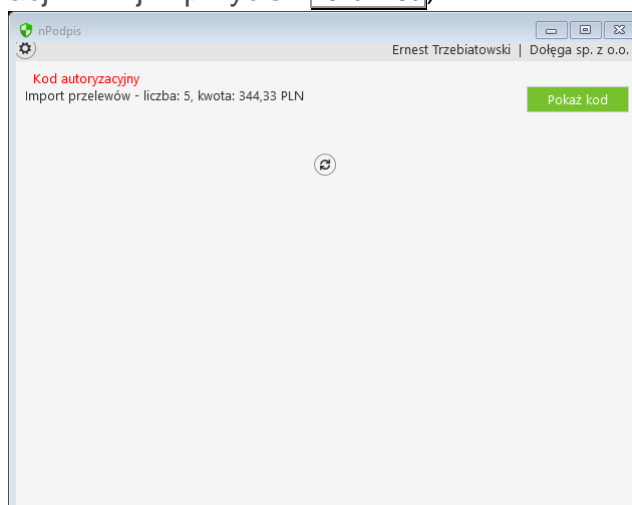 nPodpis
Ernest Trzebiatowski | Dołęga sp. z o.o.
Kod autoryzacyjny
Import przelewów - liczba: 5, kwota: 344,33 PLN
Pokaż kod